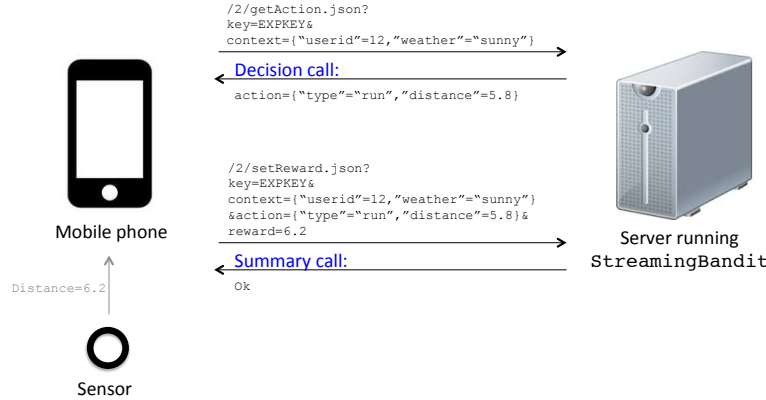 /2/getAction.json?
key=EXPKEY&
context={“userid”=12,”weather”=“sunny”}
Decision call:
action={“type”=“run”,”distance”=5.8}
/2/setReward.json?
key=EXPKEY&
context={“userid”=12,”weather”=“sunny”}
&action={“type”=“run”,”distance”=5.8}&
reward=6.2
Summary call:
Ok
Mobile phone
Server running
StreamingBandit
Distance=6.2
Sensor